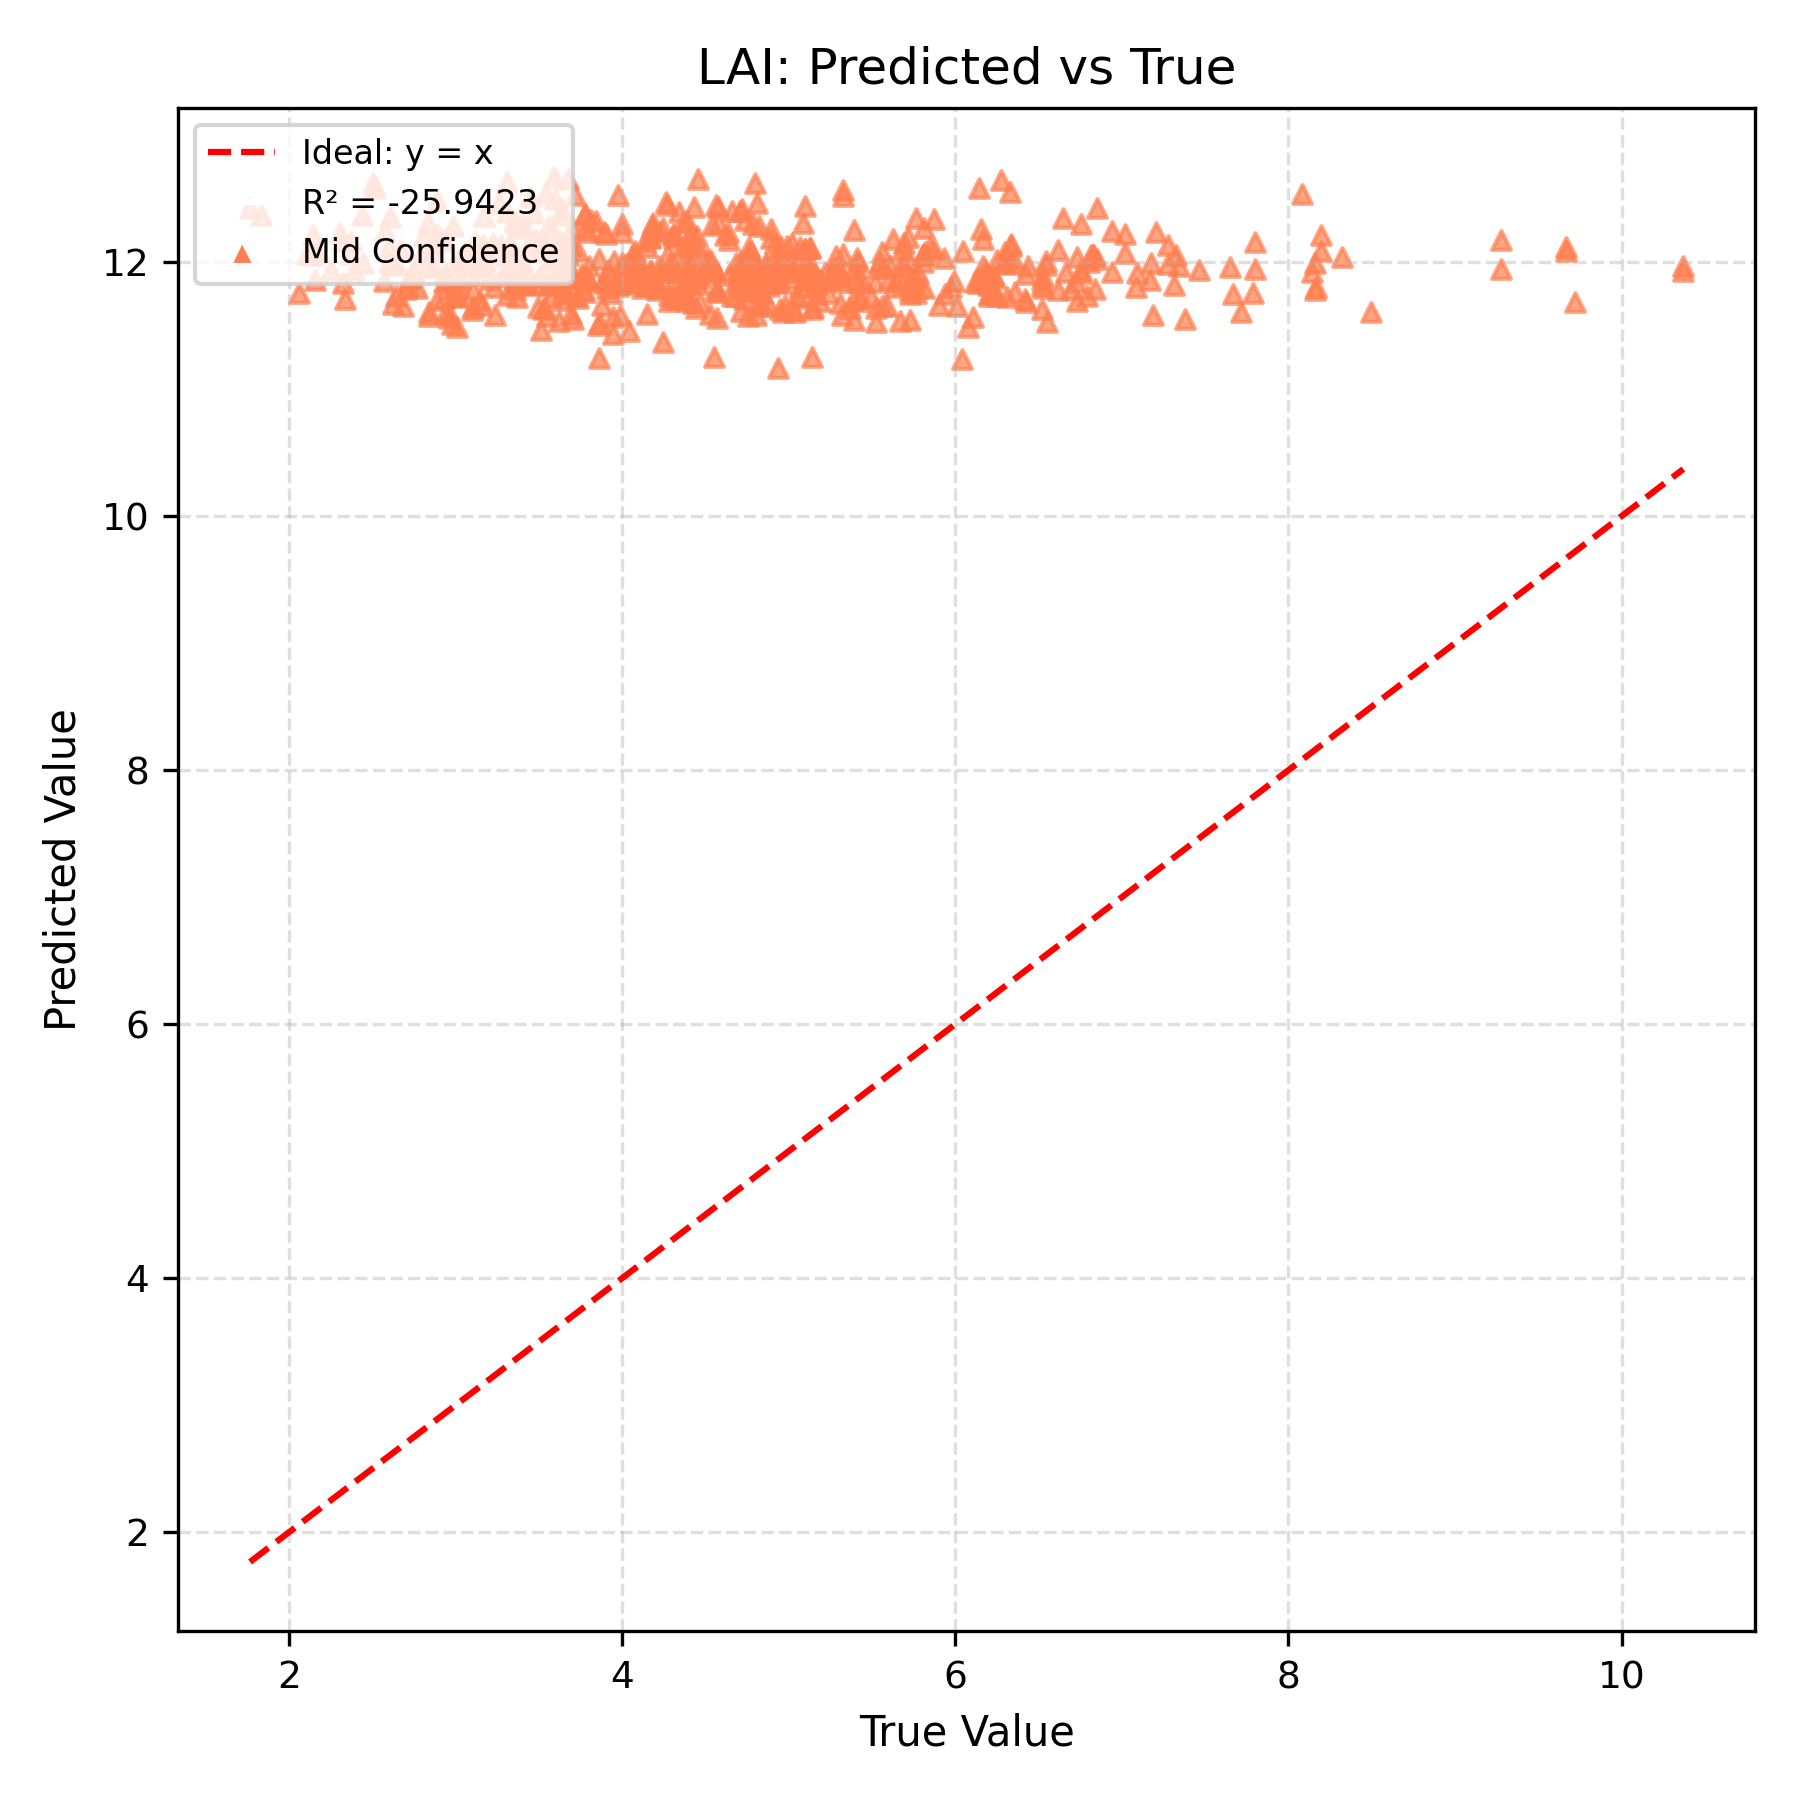 LAI: Predicted vs True
Ideal: y = x
R² = -25.9423
Mid Confidence
12
10
8
6
4
2
Predicted Value
2 4 6 8 10
True Value